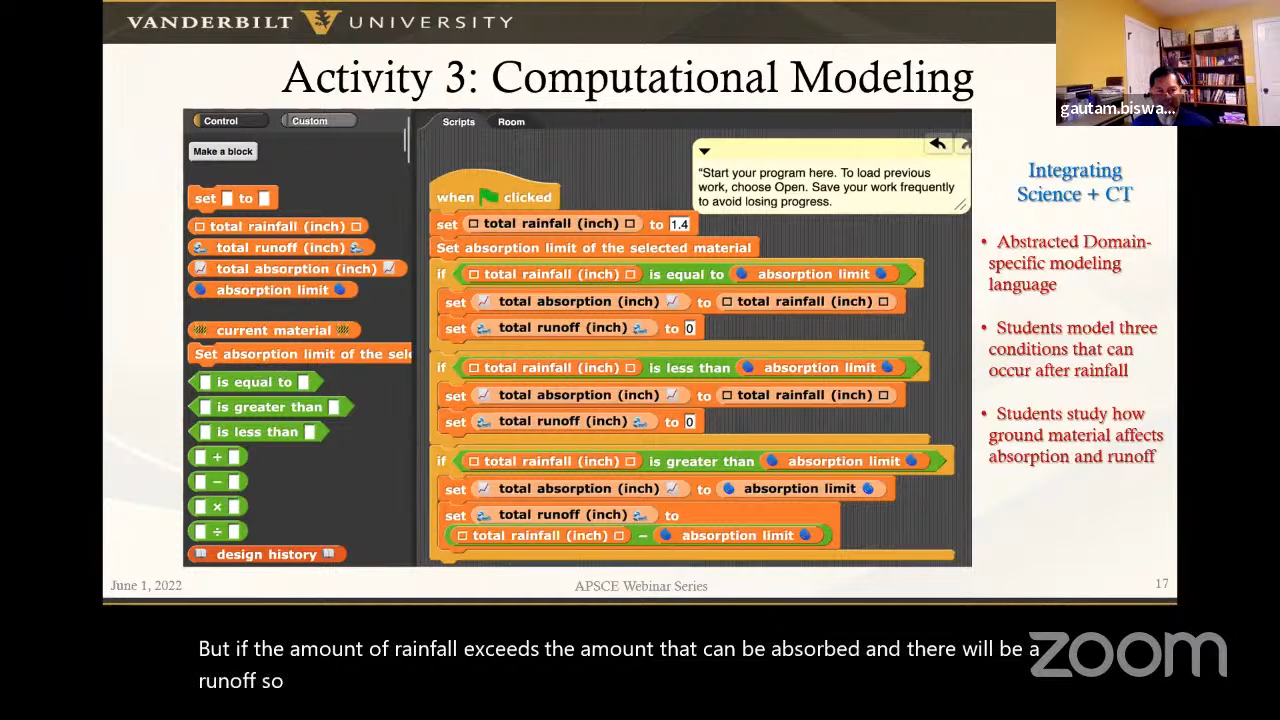 VANDERBILT UNIVERSITY
Activity 3: Computational Modeling
gautam.biswa...
Control Custom
Make a block
set to
total rainfall (inch)
total runoff (inch)
total absorption (inch)
absorption limit
current material
Set absorption limit of the sele
is equal to
is greater than
is less than
+
−
×
÷
design history
Scripts Room
"Start your program here. To load previous
work, choose Open. Save your work frequently
to avoid losing progress.
when clicked
set total rainfall (inch) to 1.4
Set absorption limit of the selected material
if total rainfall (inch) is equal to absorption limit
set total absorption (inch) to total rainfall (inch)
set total runoff (inch) to 0
if total rainfall (inch) is less than absorption limit
set total absorption (inch) to total rainfall (inch)
set total runoff (inch) to 0
if total rainfall (inch) is greater than absorption limit
set total absorption (inch) to absorption limit
set total runoff (inch) to
total rainfall (inch) − absorption limit
Integrating
Science + CT
• Abstracted Domain-
specific modeling
language
• Students model three
conditions that can
occur after rainfall
• Students study how
ground material affects
absorption and runoff
June 1, 2022 APSCE Webinar Series 17
But if the amount of rainfall exceeds the amount that can be absorbed and there will be a
runoff so
zoom